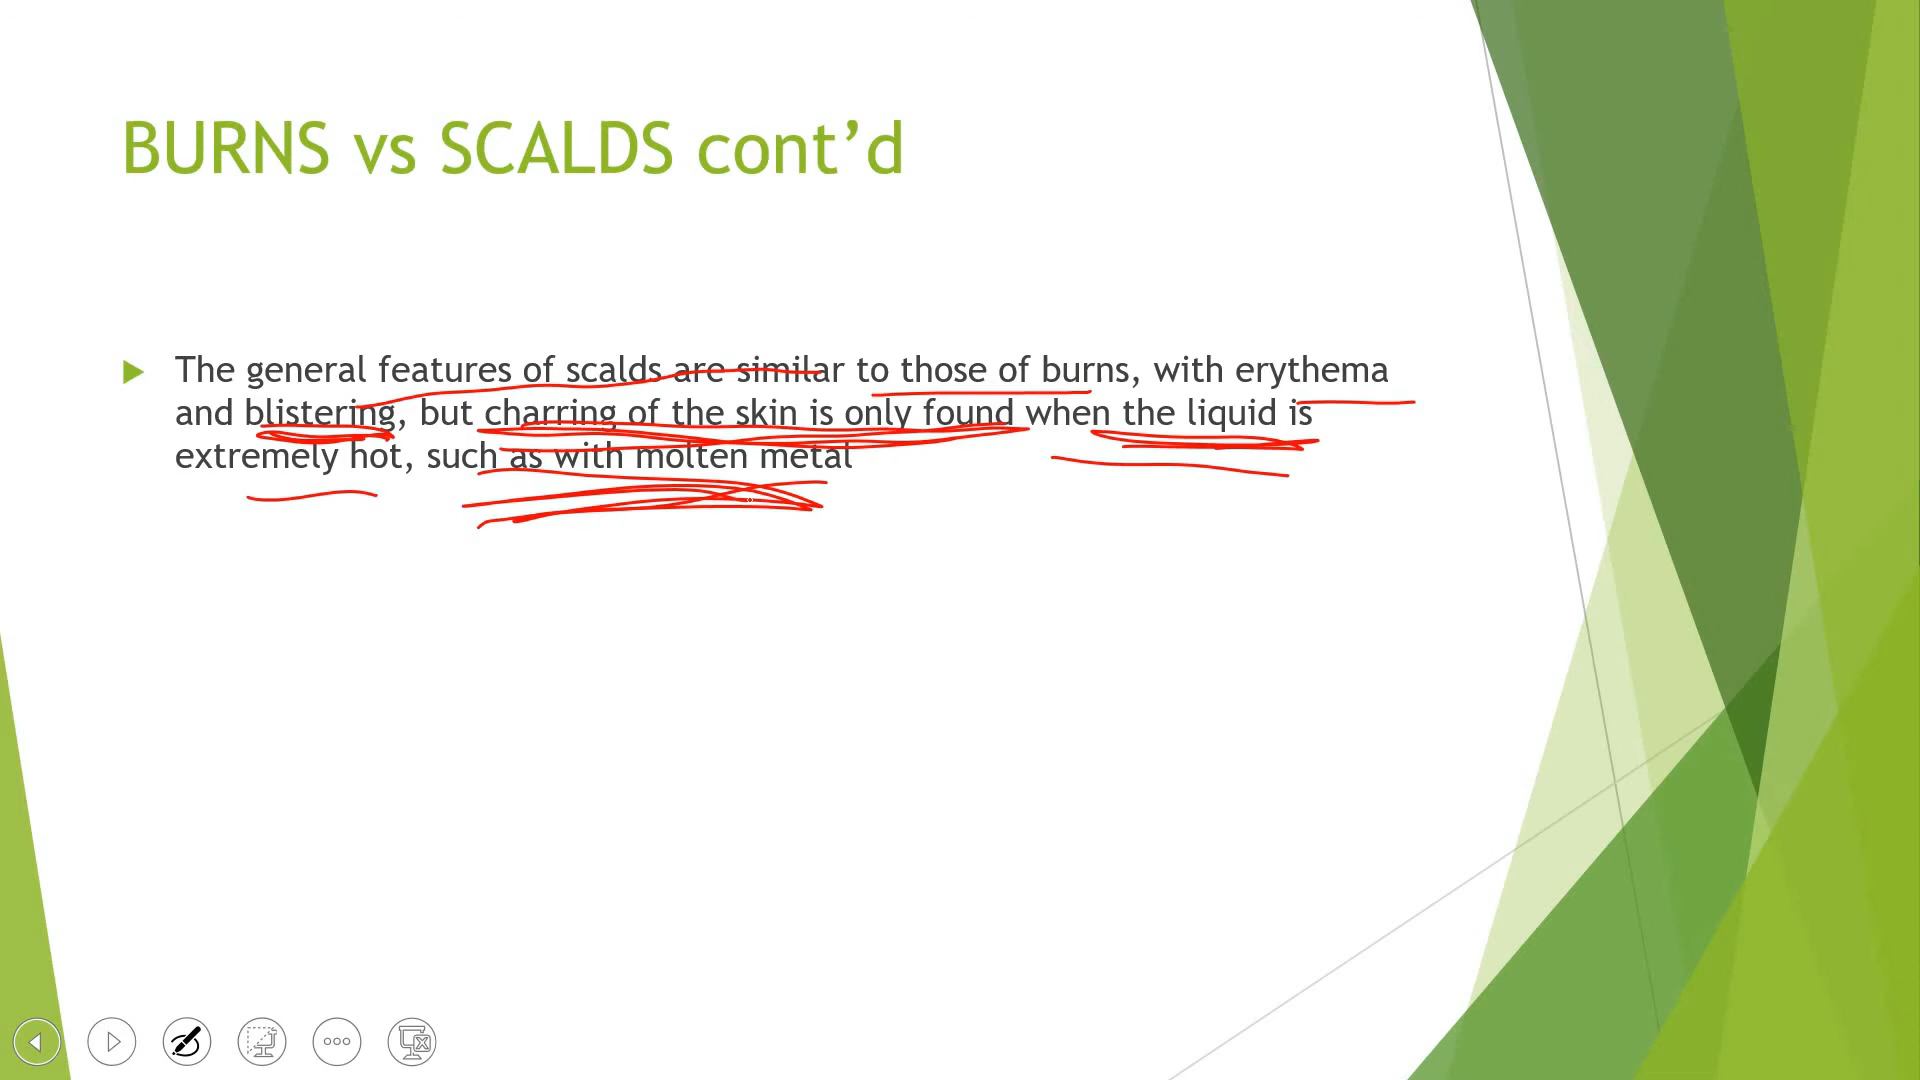 BURNS vs SCALDS cont’d
The general features of scalds are similar to those of burns, with erythema
and blistering, but charring of the skin is only found when the liquid is
extremely hot, such as with molten metal